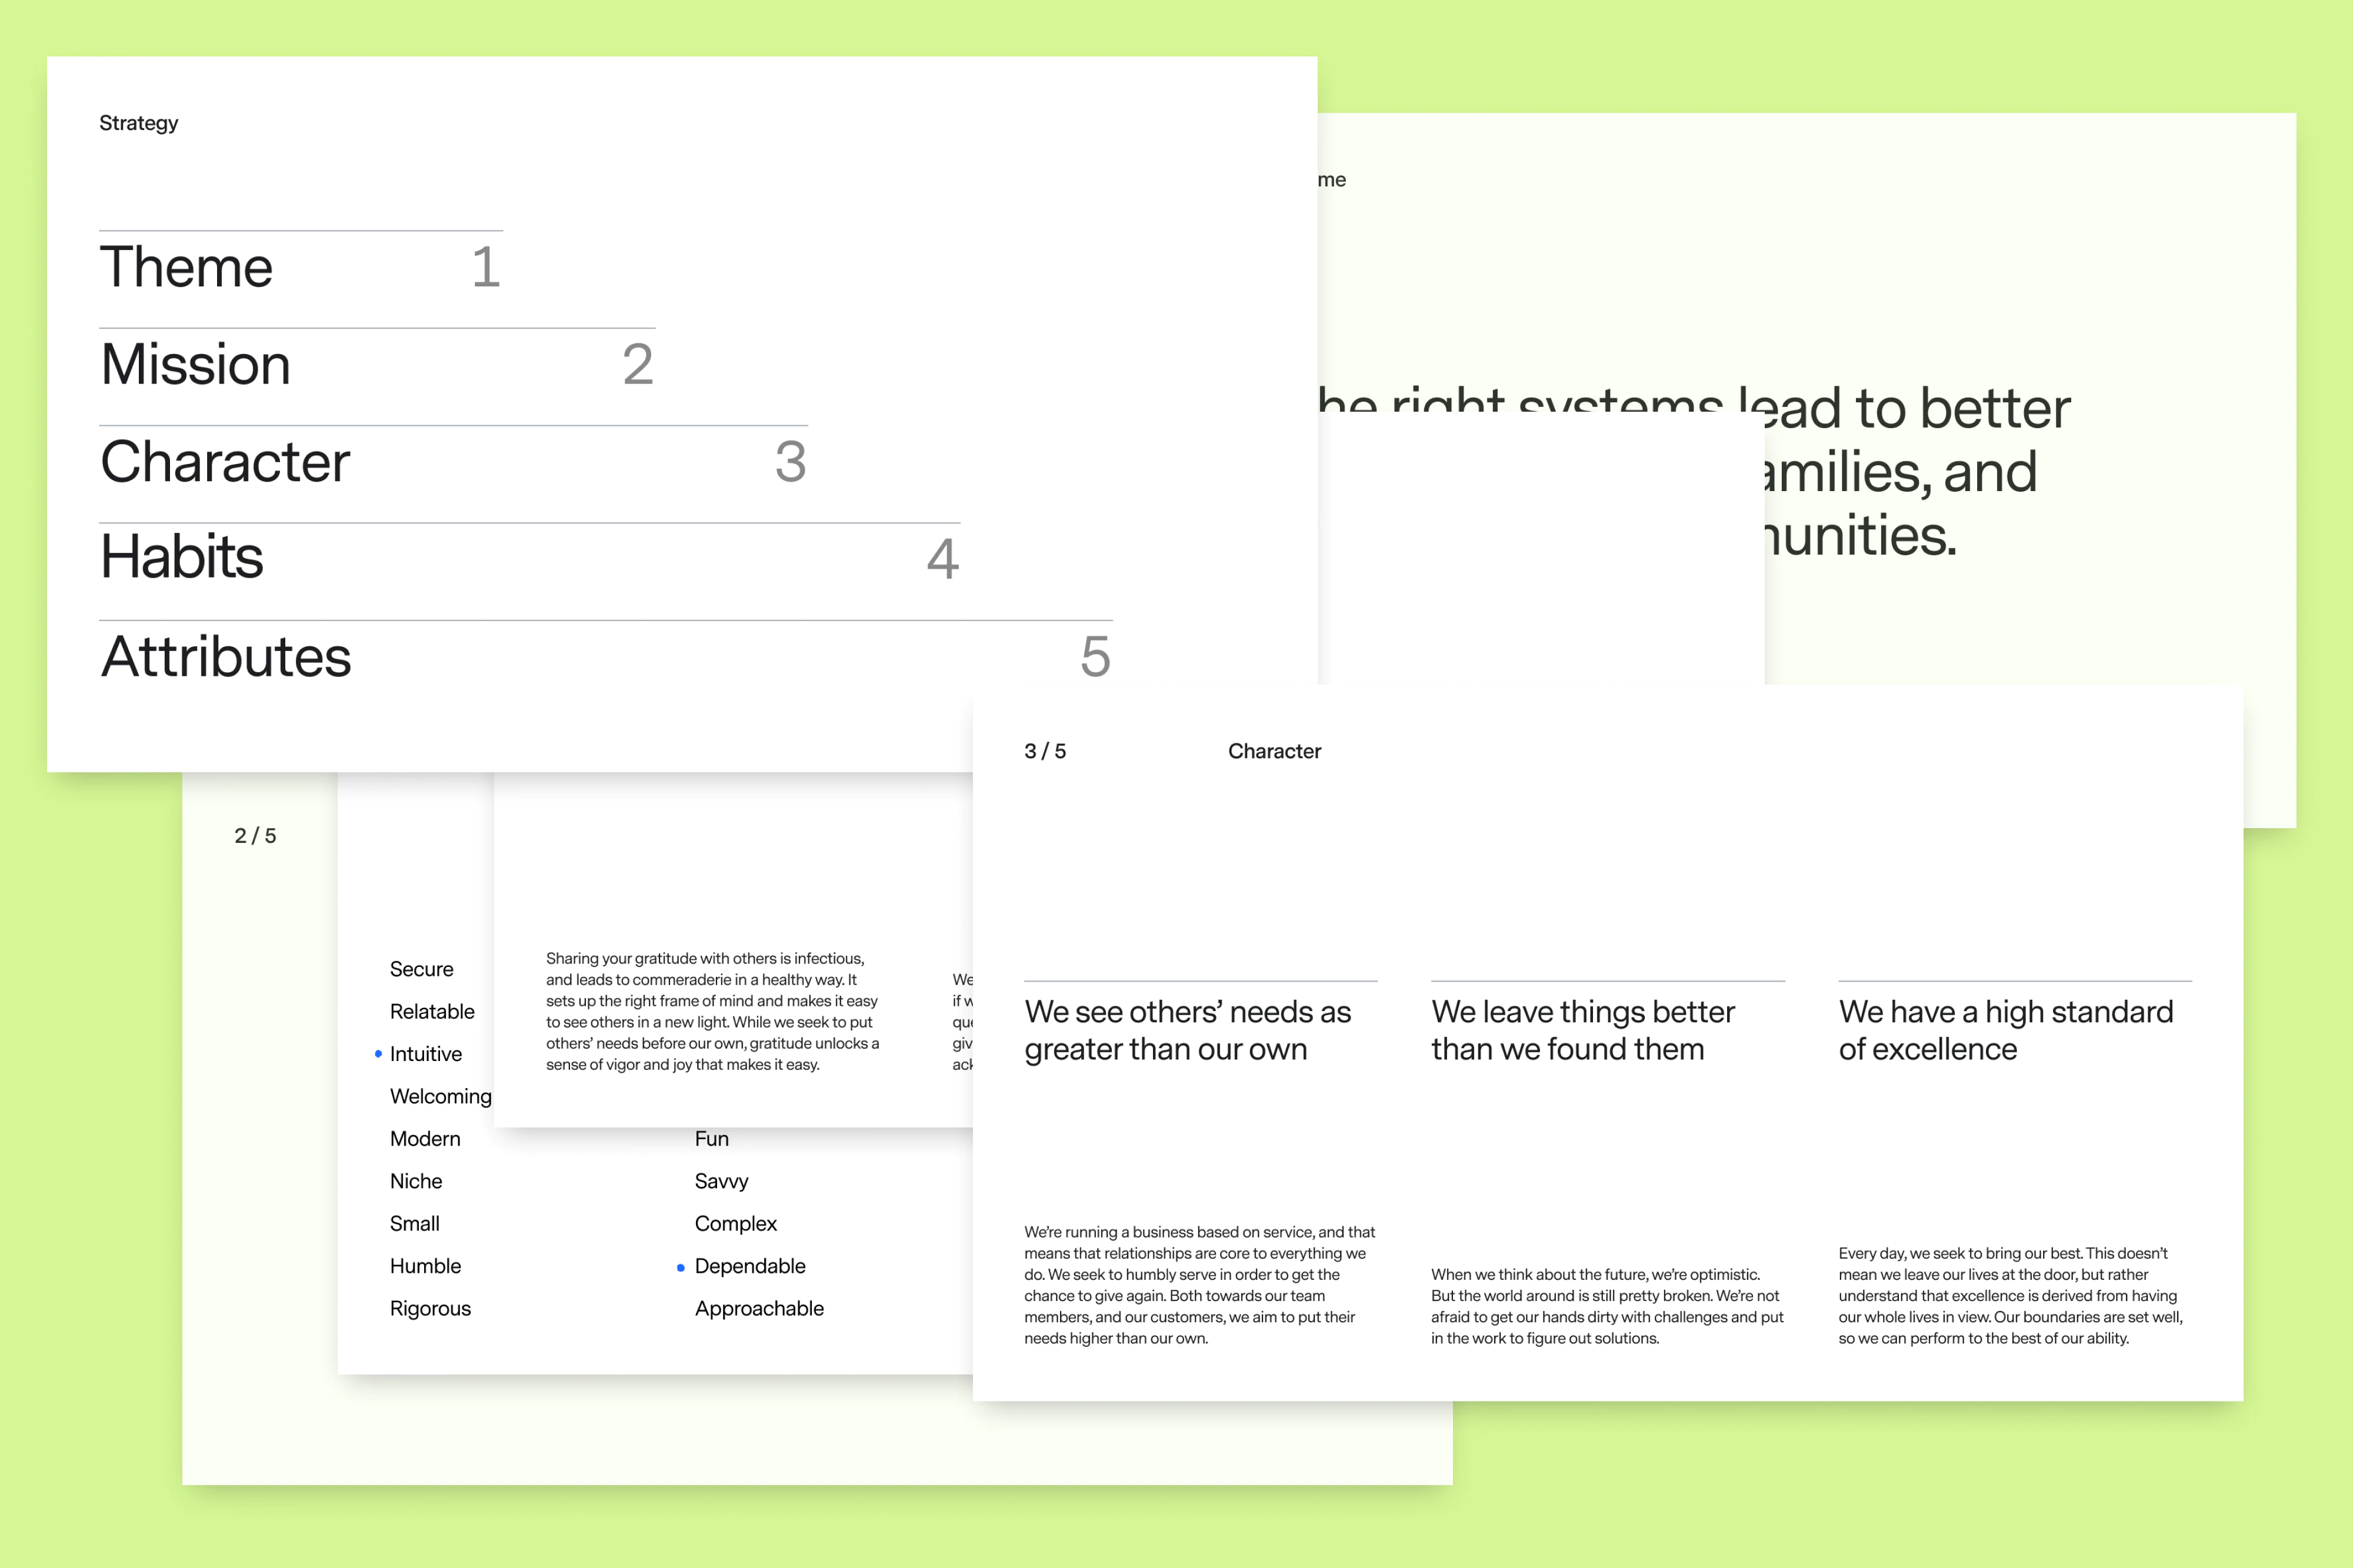 Strategy
Theme 1
Mission 2
Character 3
Habits 4
Attributes 5
right systems lead to better
and
2 / 5
Secure
Relatable
Intuitive
Welcoming
Modern
Niche
Small
Humble
Rigorous
Fun
Savvy
Complex
Dependable
Approachable
Sharing your gratitude with others is infectious,
and leads to commeraderie in a healthy way. It
sets up the right frame of mind and makes it easy
to see others in a new light. While we seek to put
others’ needs before our own, gratitude unlocks a
sense of vigor and joy that makes it easy.
We
if
3 / 5 Character
We see others’ needs as
greater than our own
We’re running a business based on service, and that
means that relationships are core to everything we
do. We seek to humbly serve in order to get the
chance to give again. Both towards our team
members, and our customers, we aim to put their
needs higher than our own.
We leave things better
than we found them
When we think about the future, we’re optimistic.
But the world around is still pretty broken. We’re not
afraid to get our hands dirty with challenges and put
in the work to figure out solutions.
We have a high standard
of excellence
Every day, we seek to bring our best. This doesn’t
mean we leave our lives at the door, but rather
understand that excellence is derived from having
our whole lives in view. Our boundaries are set well,
so we can perform to the best of our ability.